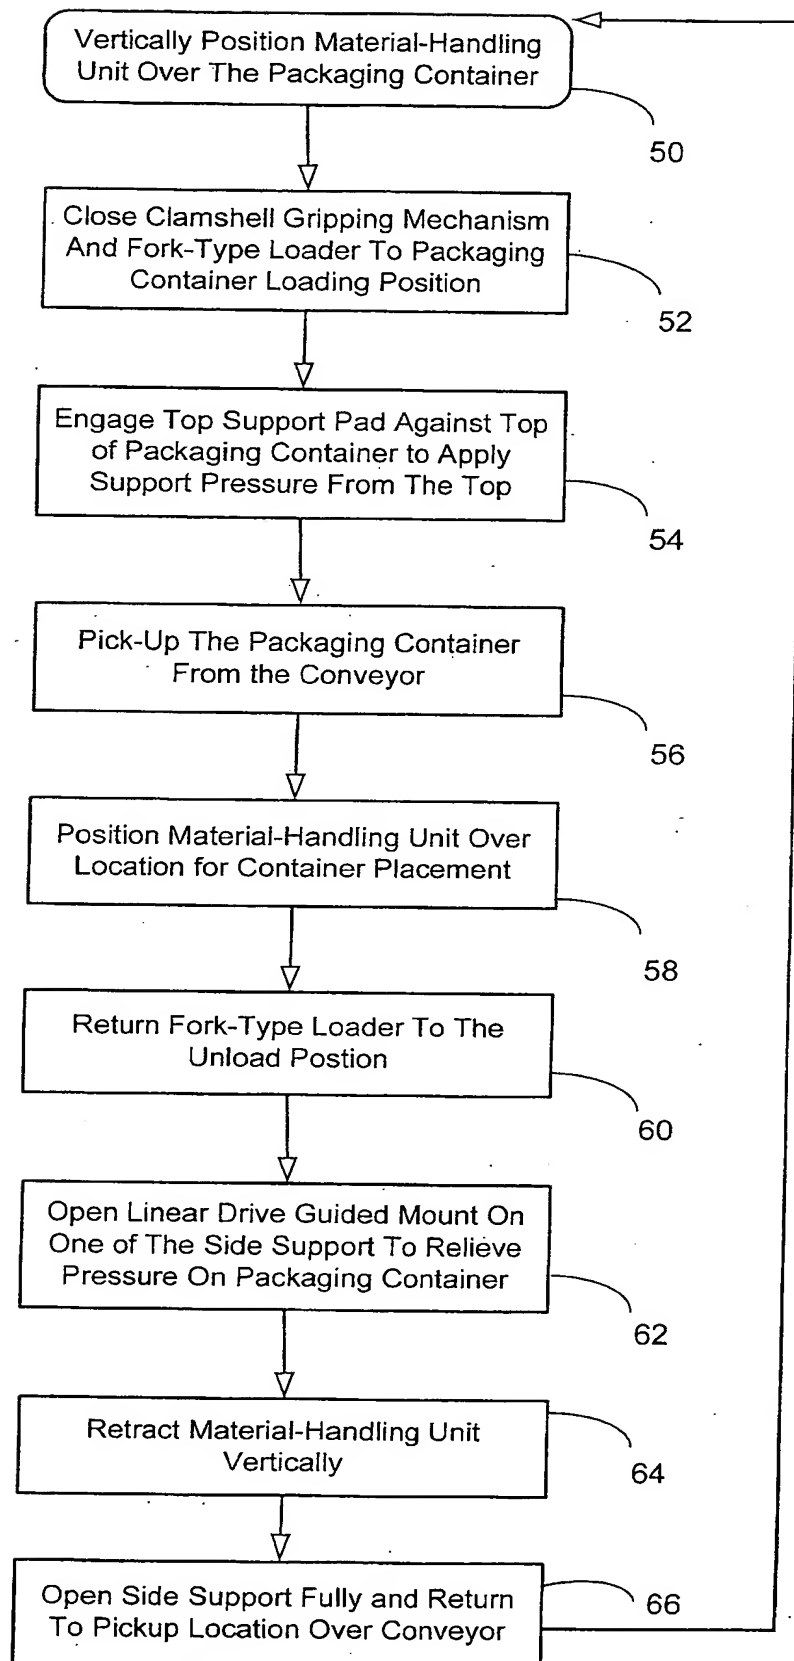 Vertically Position Material-Handling
Unit Over The Packaging Container
50
Close Clamshell Gripping Mechanism
And Fork-Type Loader To Packaging
Container Loading Position
52
Engage Top Support Pad Against Top
of Packaging Container to Apply
Support Pressure From The Top
54
Pick-Up The Packaging Container
From the Conveyor
56
Position Material-Handling Unit Over
Location for Container Placement
58
Return Fork-Type Loader To The
Unload Postion
60
Open Linear Drive Guided Mount On
One of The Side Support To Relieve
Pressure On Packaging Container
62
Retract Material-Handling Unit
Vertically
64
Open Side Support Fully and Return
To Pickup Location Over Conveyor
66